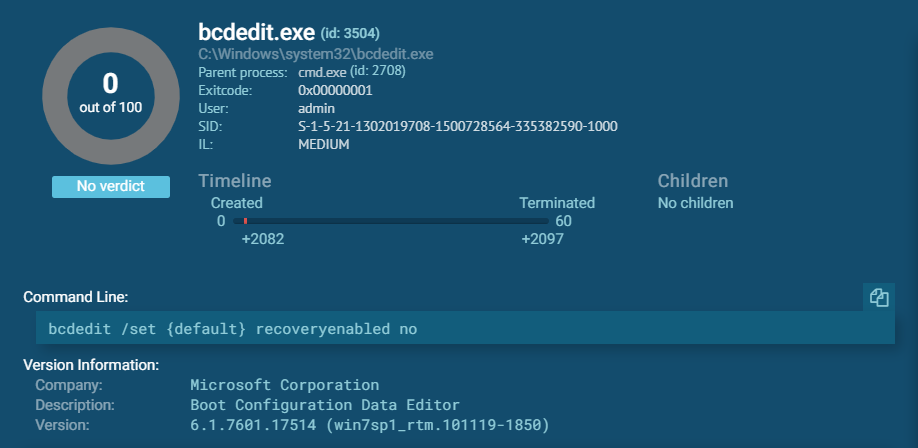 bcdedit.exe (id: 3504)
C:\Windows\system32\bcdedit.exe
Parent process: cmd.exe (id: 2708)
Exitcode: 0x00000001
User: admin
SID: S-1-5-21-1302019708-1500728564-335382590-1000
IL: MEDIUM
0
out of 100
No verdict
Timeline
Created Terminated
0 60
+2082 +2097
Children
No children
Command Line:
bcdedit /set {default} recoveryenabled no
Version Information:
Company: Microsoft Corporation
Description: Boot Configuration Data Editor
Version: 6.1.7601.17514 (win7sp1_rtm.101119-1850)